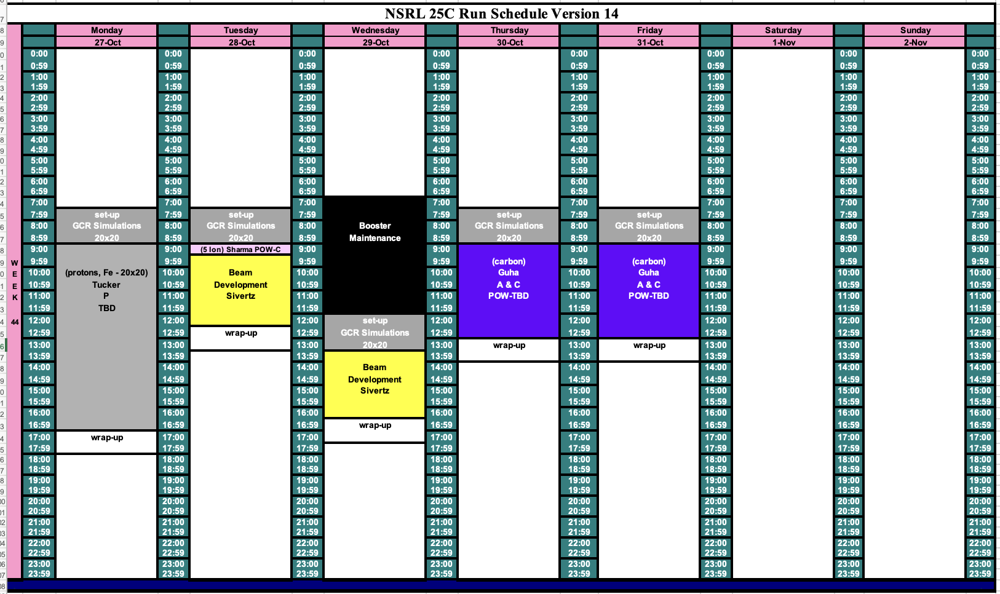 NSRL 25C Run Schedule Version 14
Monday Tuesday Wednesday Thursday Friday Saturday Sunday
27-Oct 28-Oct 29-Oct 30-Oct 31-Oct 1-Nov 2-Nov
0:00 0:00 0:00 0:00 0:00 0:00 0:00 0:00
0:59 0:59 0:59 0:59 0:59 0:59 0:59 0:59
1:00 1:00 1:00 1:00 1:00 1:00 1:00 1:00
1:59 1:59 1:59 1:59 1:59 1:59 1:59 1:59
2:00 2:00 2:00 2:00 2:00 2:00 2:00 2:00
2:59 2:59 2:59 2:59 2:59 2:59 2:59 2:59
3:00 3:00 3:00 3:00 3:00 3:00 3:00 3:00
3:59 3:59 3:59 3:59 3:59 3:59 3:59 3:59
4:00 4:00 4:00 4:00 4:00 4:00 4:00 4:00
4:59 4:59 4:59 4:59 4:59 4:59 4:59 4:59
5:00 5:00 5:00 5:00 5:00 5:00 5:00 5:00
5:59 5:59 5:59 5:59 5:59 5:59 5:59 5:59
6:00 6:00 6:00 6:00 6:00 6:00 6:00 6:00
6:59 6:59 6:59 6:59 6:59 6:59 6:59 6:59
7:00 7:00 7:00 7:00 7:00 7:00 7:00 7:00
7:59 set-up 7:59 set-up 7:59 7:59 set-up 7:59 set-up 7:59 7:59 7:59
8:00 GCR Simulations 8:00 GCR Simulations 8:00 Booster 8:00 GCR Simulations 8:00 GCR Simulations 8:00 8:00 8:00
8:59 20x20 8:59 20x20 8:59 Maintenance 8:59 20x20 8:59 20x20 8:59 8:59 8:59
9:00 9:00 (5 Ion) Sharma POW-C 9:00 9:00 9:00 9:00 9:00 9:00
W 9:59 9:59 9:59 9:59 (carbon) 9:59 (carbon) 9:59 9:59 9:59
E 10:00 (protons, Fe - 20x20) 10:00 Beam 10:00 10:00 Guha 10:00 Guha 10:00 10:00 10:00
E 10:59 Tucker 10:59 Development 10:59 10:59 A & C 10:59 A & C 10:59 10:59 10:59
K 11:00 P 11:00 Sivertz 11:00 11:00 POW-TBD 11:00 POW-TBD 11:00 11:00 11:00
11:59 TBD 11:59 11:59 11:59 11:59 11:59 11:59 11:59
44 12:00 12:00 12:00 set-up 12:00 12:00 12:00 12:00 12:00
12:59 12:59 wrap-up 12:59 GCR Simulations 12:59 12:59 12:59 12:59 12:59
13:00 13:00 13:00 20x20 13:00 wrap-up 13:00 wrap-up 13:00 13:00 13:00
13:59 13:59 13:59 13:59 13:59 13:59 13:59 13:59
14:00 14:00 14:00 Beam 14:00 14:00 14:00 14:00 14:00
14:59 14:59 14:59 Development 14:59 14:59 14:59 14:59 14:59
15:00 15:00 15:00 Sivertz 15:00 15:00 15:00 15:00 15:00
15:59 15:59 15:59 15:59 15:59 15:59 15:59 15:59
16:00 16:00 16:00 16:00 16:00 16:00 16:00 16:00
16:59 16:59 16:59 wrap-up 16:59 16:59 16:59 16:59 16:59
17:00 wrap-up 17:00 17:00 17:00 17:00 17:00 17:00 17:00
17:59 17:59 17:59 17:59 17:59 17:59 17:59 17:59
18:00 18:00 18:00 18:00 18:00 18:00 18:00 18:00
18:59 18:59 18:59 18:59 18:59 18:59 18:59 18:59
19:00 19:00 19:00 19:00 19:00 19:00 19:00 19:00
19:59 19:59 19:59 19:59 19:59 19:59 19:59 19:59
20:00 20:00 20:00 20:00 20:00 20:00 20:00 20:00
20:59 20:59 20:59 20:59 20:59 20:59 20:59 20:59
21:00 21:00 21:00 21:00 21:00 21:00 21:00 21:00
21:59 21:59 21:59 21:59 21:59 21:59 21:59 21:59
22:00 22:00 22:00 22:00 22:00 22:00 22:00 22:00
22:59 22:59 22:59 22:59 22:59 22:59 22:59 22:59
23:00 23:00 23:00 23:00 23:00 23:00 23:00 23:00
23:59 23:59 23:59 23:59 23:59 23:59 23:59 23:59